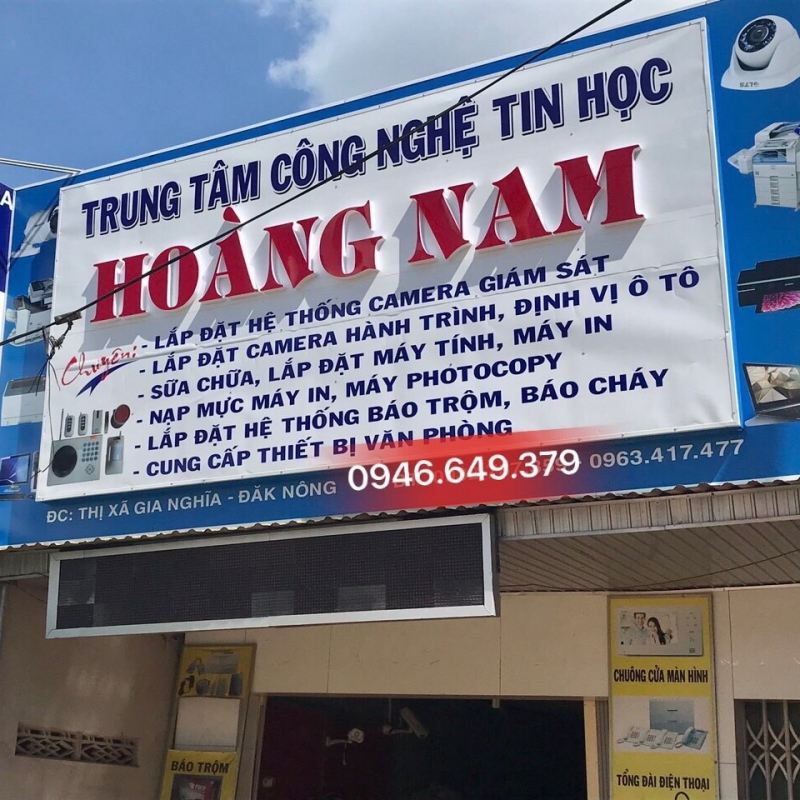 TRUNG TÂM CÔNG NGHỆ TIN HỌC
HOÀNG NAM
Chuyên:
- LẮP ĐẶT HỆ THỐNG CAMERA GIÁM SÁT
- LẮP ĐẶT CAMERA HÀNH TRÌNH, ĐỊNH VỊ Ô TÔ
- SỮA CHỮA, LẮP ĐẶT MÁY TÍNH, MÁY IN
- NẠP MỰC MÁY IN, MÁY PHOTOCOPY
- LẮP ĐẶT HỆ THỐNG BÁO TRỘM, BÁO CHÁY
- CUNG CẤP THIẾT BỊ VĂN PHÒNG
ĐC: THỊ XÃ GIA NGHĨA - ĐĂK NÔNG
0946.649.379
0963.417.477
CHUÔNG CỬA MÀN HÌNH
BÁO TRỘM
TỔNG ĐÀI ĐIỆN THOẠI